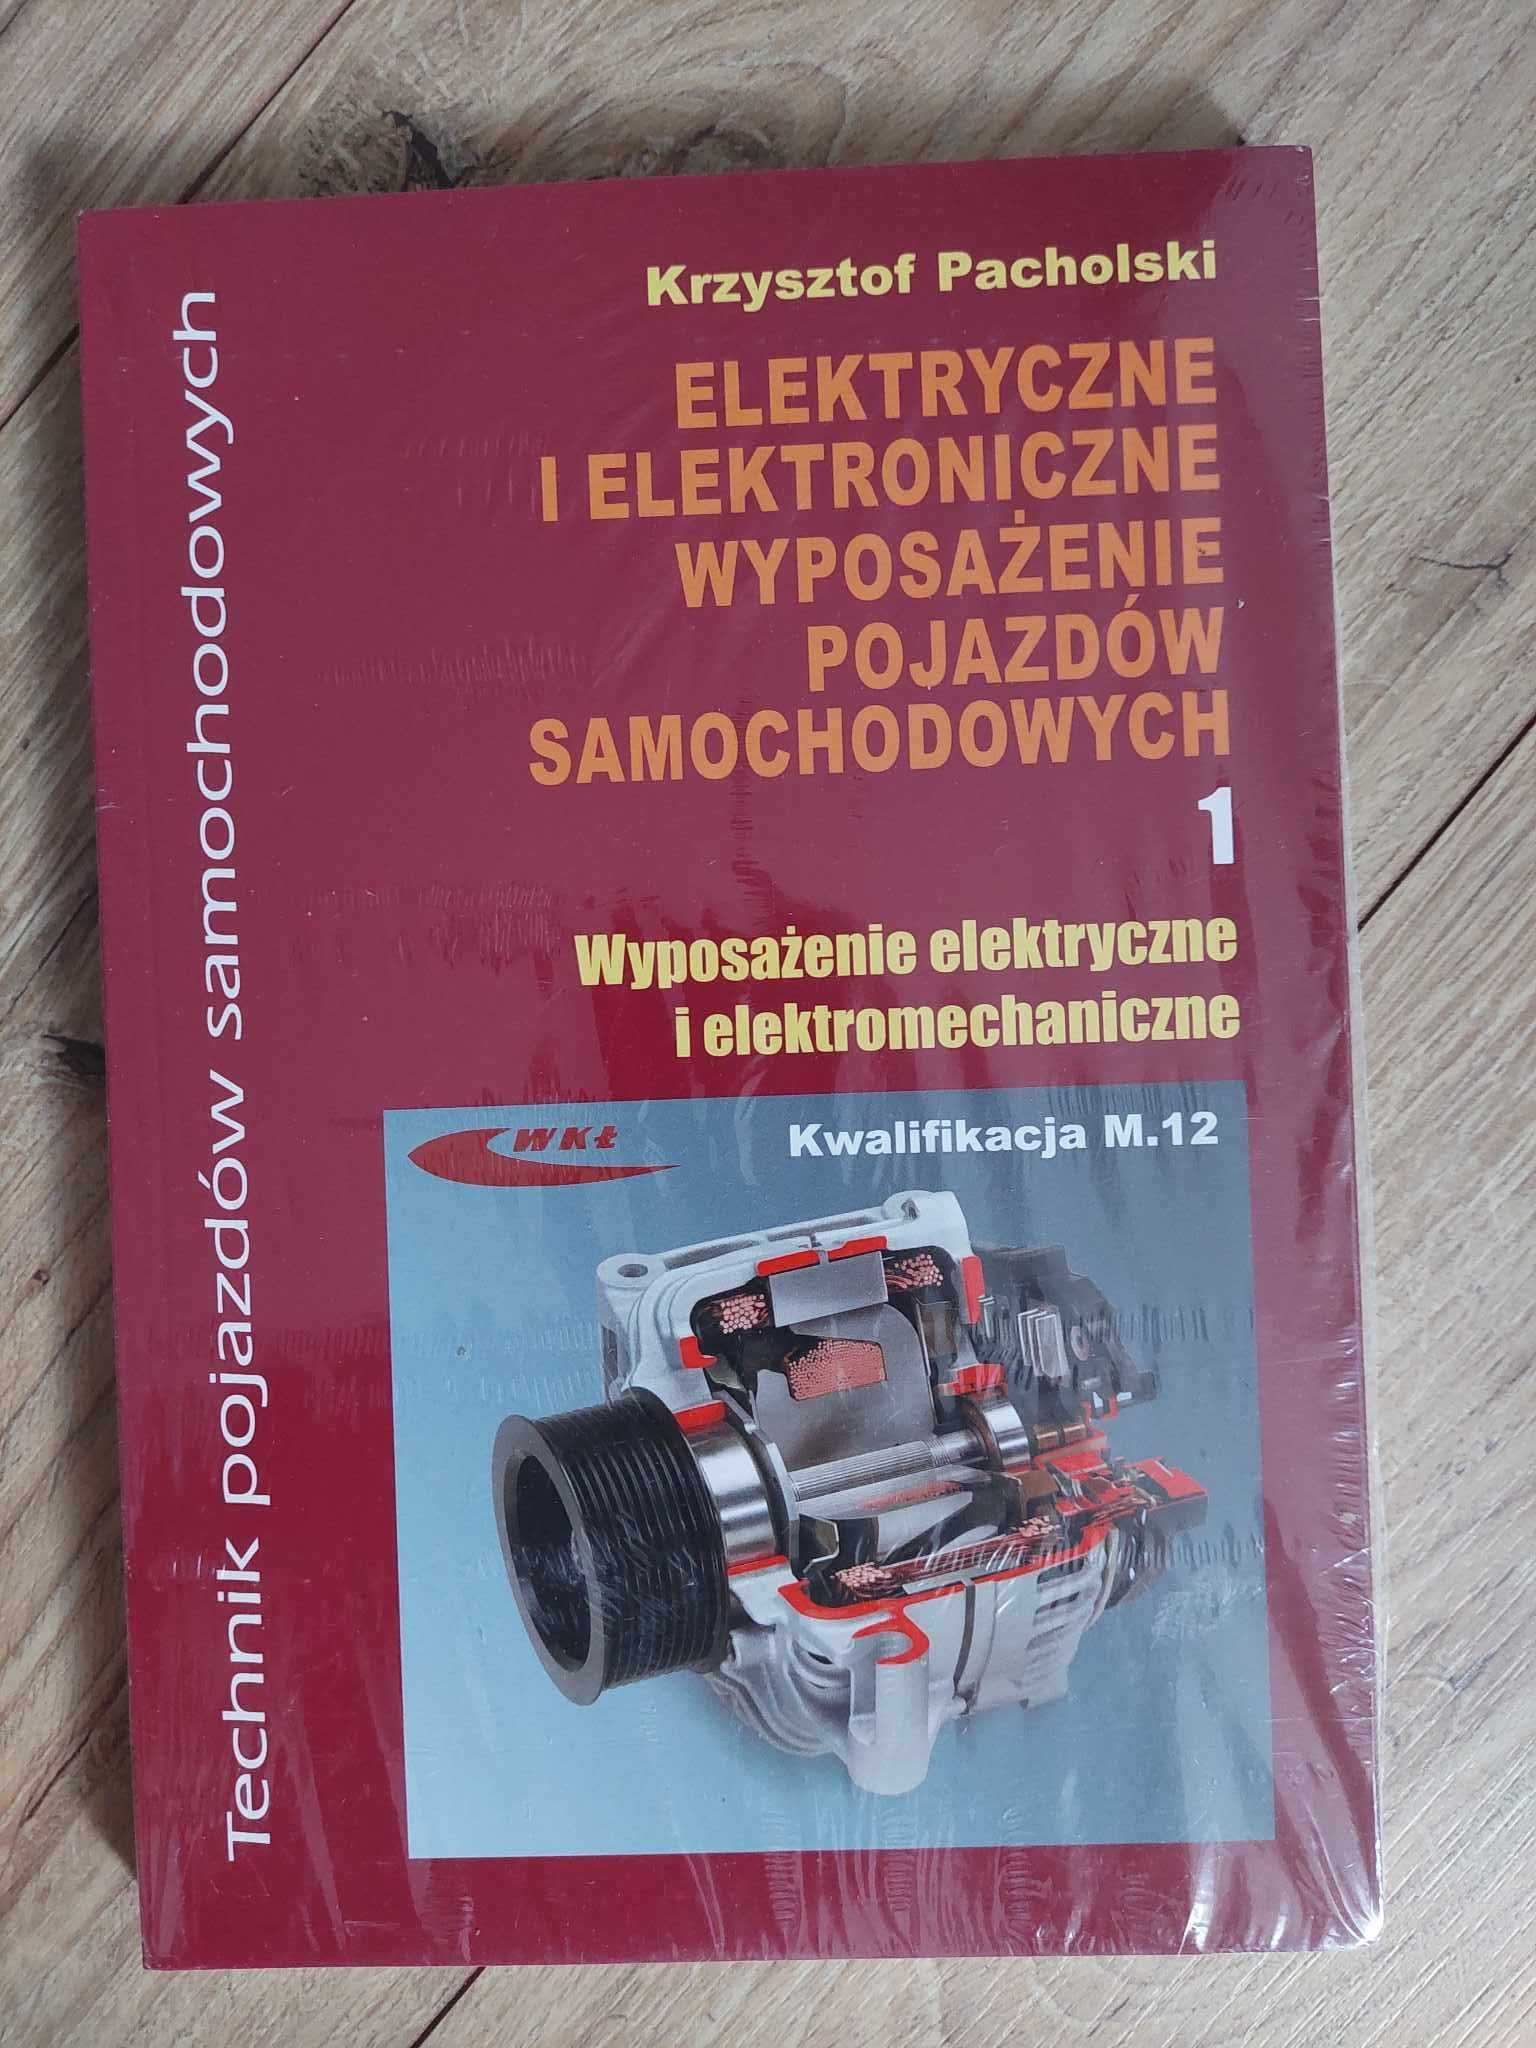 Krzysztof Pacholski
ELEKTRYCZNE
I ELEKTRONICZNE
WYPOSAŻENIE
POJAZDÓW
SAMOCHODOWYCH
1
Wyposażenie elektryczne
i elektromechaniczne
WKŁ
Kwalifikacja M.12
Technik pojazdów samochodowych